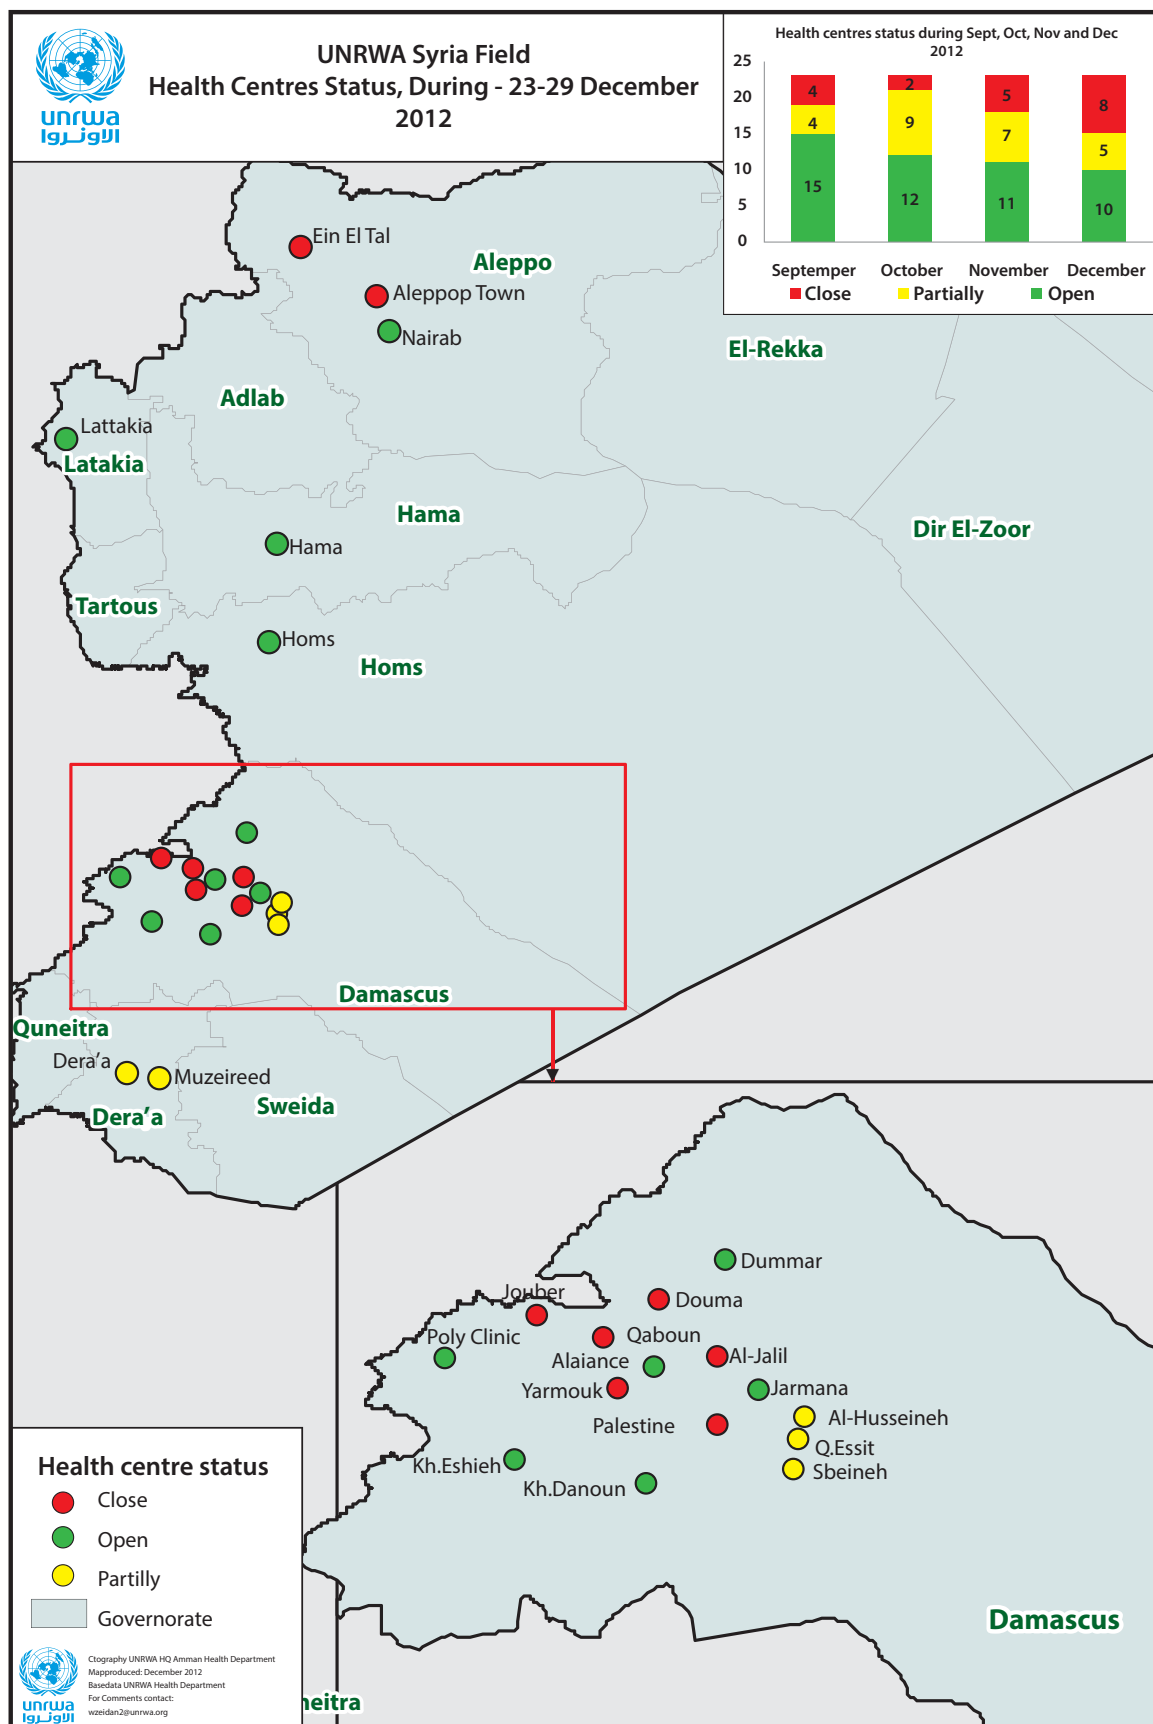 unrwa
الاونروا
UNRWA Syria Field
Health Centres Status, During - 23-29 December
2012
Health centres status during Sept, Oct, Nov and Dec
2012
25
20
15
10
5
0
4
4
15
2
9
12
5
7
11
8
5
10
Septemper October November December
Close Partially Open
Ein El Tal
Aleppo
Aleppop Town
Nairab
El-Rekka
Adlab
Lattakia
Latakia
Hama
Hama
Dir El-Zoor
Tartous
Homs
Homs
Damascus
Quneitra
Dera'a
Muzeireed
Sweida
Dera'a
Dummar
Jouber
Douma
Poly Clinic
Qaboun
Alaiance
Al-Jalil
Yarmouk
Jarmana
Palestine
Al-Husseineh
Q.Essit
Kh.Eshieh
Sbeineh
Kh.Danoun
Damascus
Health centre status
Close
Open
Partilly
Governorate
unrwa
الاونروا
Ctography UNRWA HQ Amman Health Department
Mapproduced: December 2012
Basedata UNRWA Health Department
For Comments contact:
wzeidan2@unrwa.org
neitra